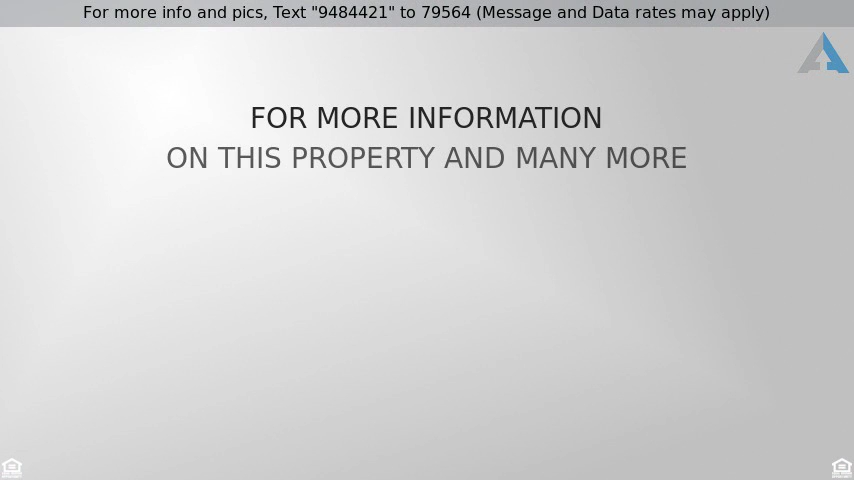 For more info and pics, Text "9484421" to 79564 (Message and Data rates may apply)
FOR MORE INFORMATION
ON THIS PROPERTY AND MANY MORE